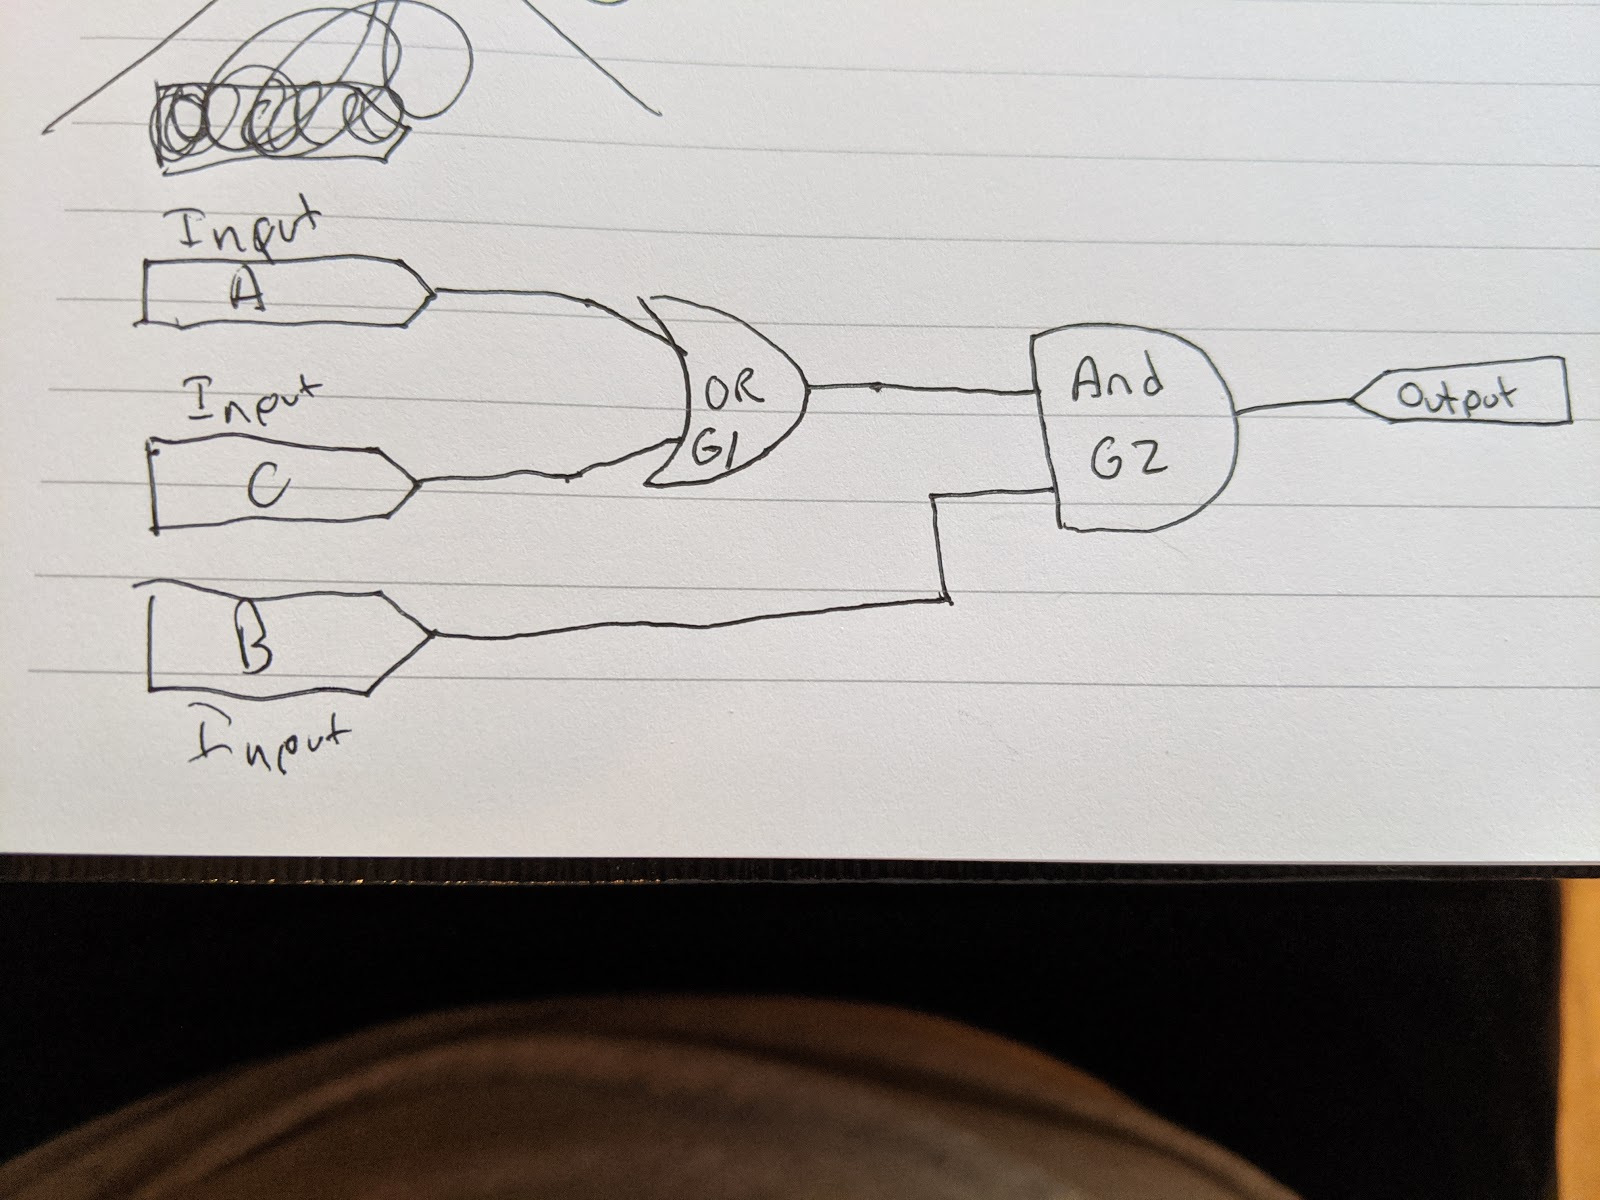 Input
A
Input
C
OR
G1
And
G2
Output
B
Input